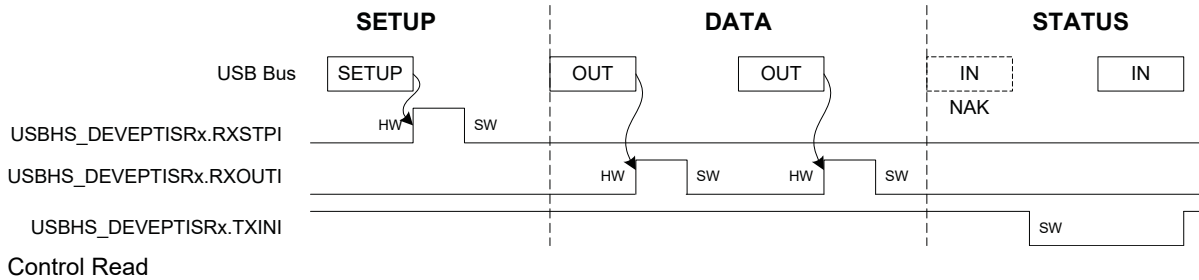 SETUP DATA STATUS
USB Bus SETUP OUT OUT IN IN
NAK
USBHS_DEVEPTISRx.RXSTPI HW SW
USBHS_DEVEPTISRx.RXOUTI HW SW HW SW
USBHS_DEVEPTISRx.TXINI SW
Control Read